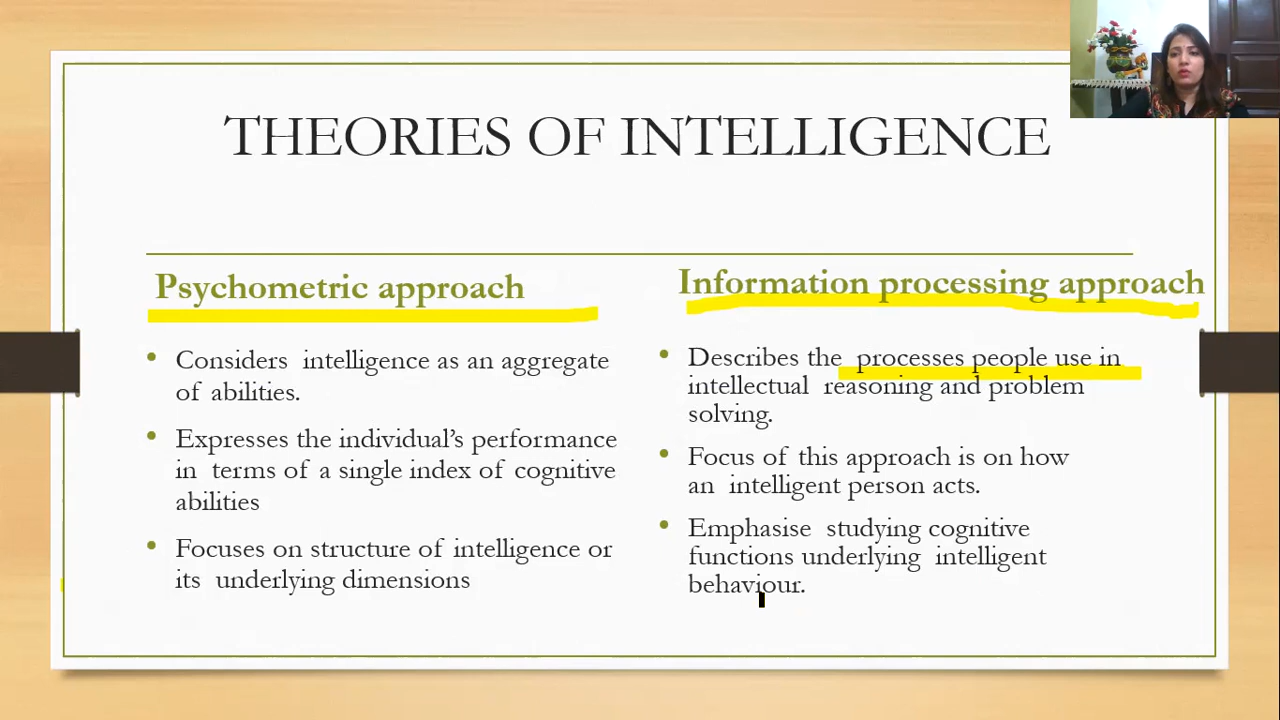 THEORIES OF INTELLIGENCE
Psychometric approach
• Considers intelligence as an aggregate
of abilities.
• Expresses the individual's performance
in terms of a single index of cognitive
abilities
• Focuses on structure of intelligence or
its underlying dimensions
Information processing approach
• Describes the processes people use in
intellectual reasoning and problem
solving.
• Focus of this approach is on how
an intelligent person acts.
• Emphasise studying cognitive
functions underlying intelligent
behaviour.